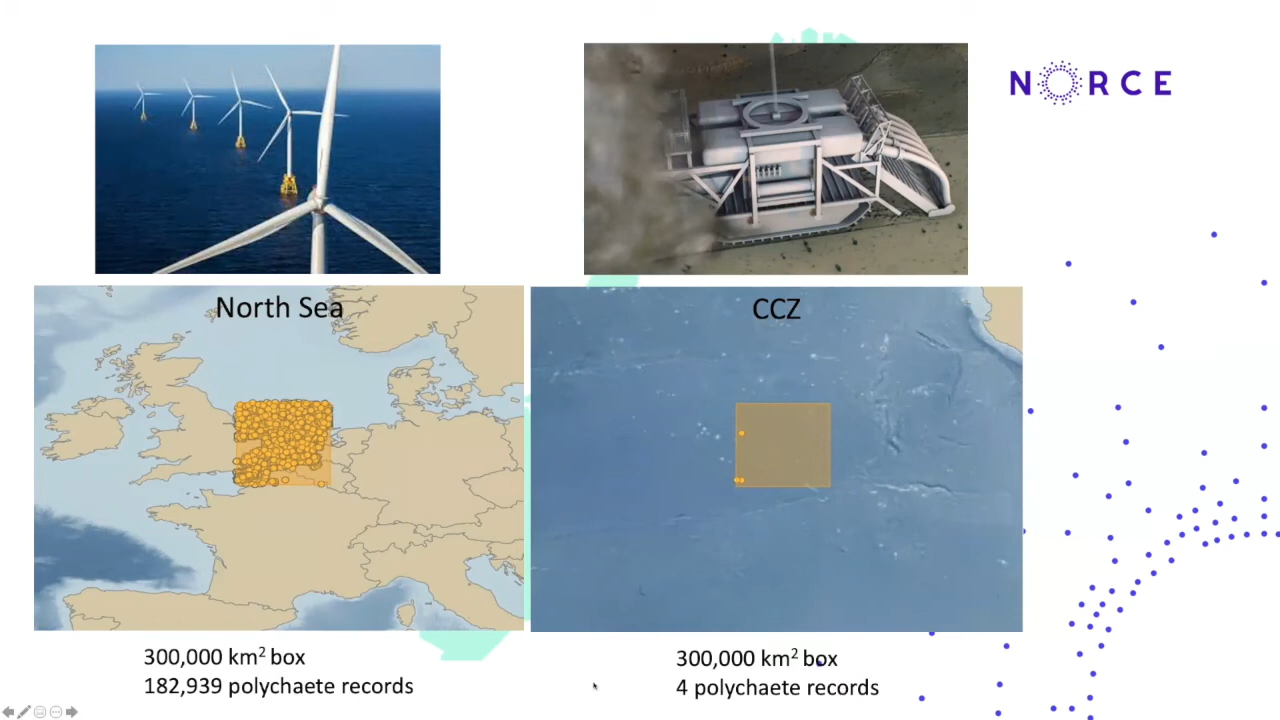 NORCE
North Sea
CCZ
300,000 km² box
182,939 polychaete records
300,000 km² box
4 polychaete records